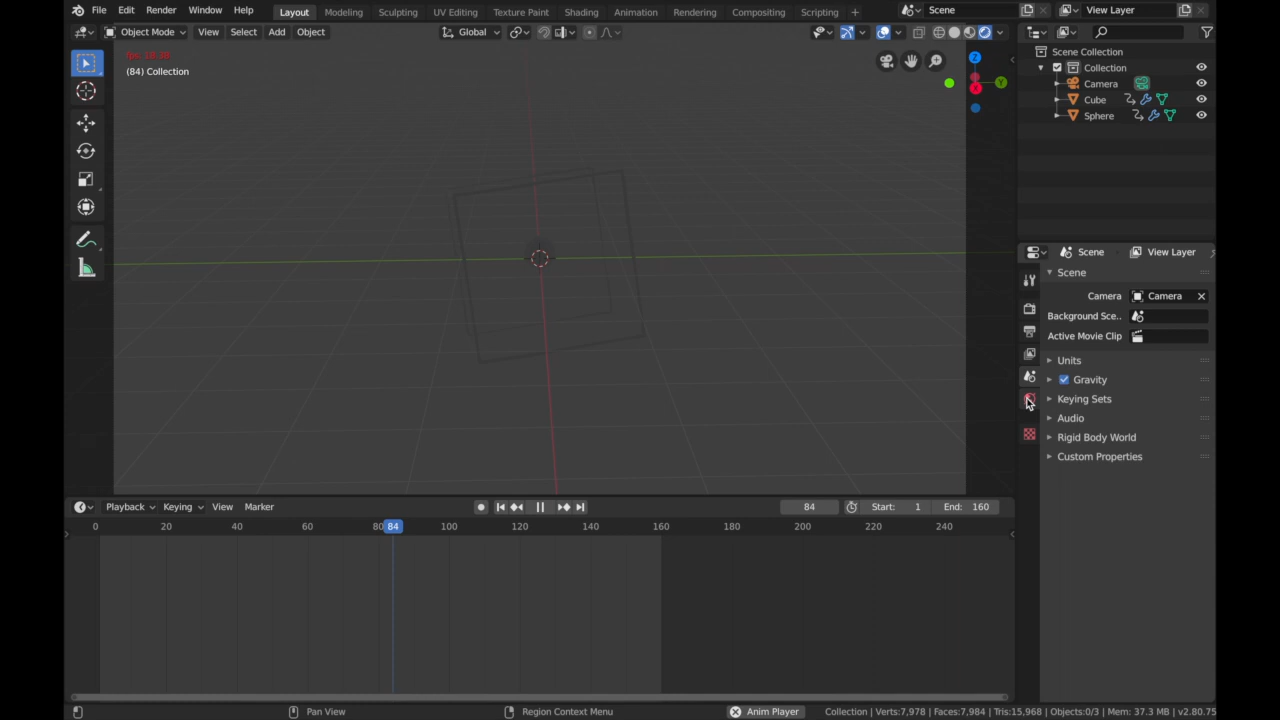 File Edit Render Window Help Layout Modeling Sculpting UV Editing Texture Paint Shading Animation Rendering Compositing Scripting + Scene View Layer
Object Mode View Select Add Object Global
(84) Collection
Scene Collection
Collection
Camera
Cube
Sphere
Z
Y
X
Scene View Layer
Scene
Camera Camera
Background Sce..
Active Movie Clip
Units
Gravity
Keying Sets
Audio
Rigid Body World
Custom Properties
Playback Keying View Marker 84 Start: 1 End: 160
0 20 40 60 80 84 100 120 140 160 180 200 220 240
Pan View Region Context Menu Anim Player Collection | Verts:7,978 | Faces:7,984 | Tris:15,968 | Objects:0/3 | Mem: 37.3 MB | v2.80.75